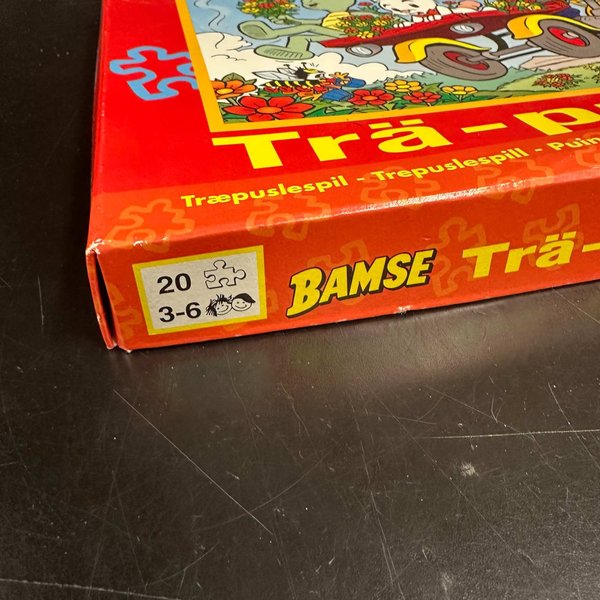 Trä-p
Træpuslespil - Trepuslespill - Puin
20
3-6
BAMSE Trä-